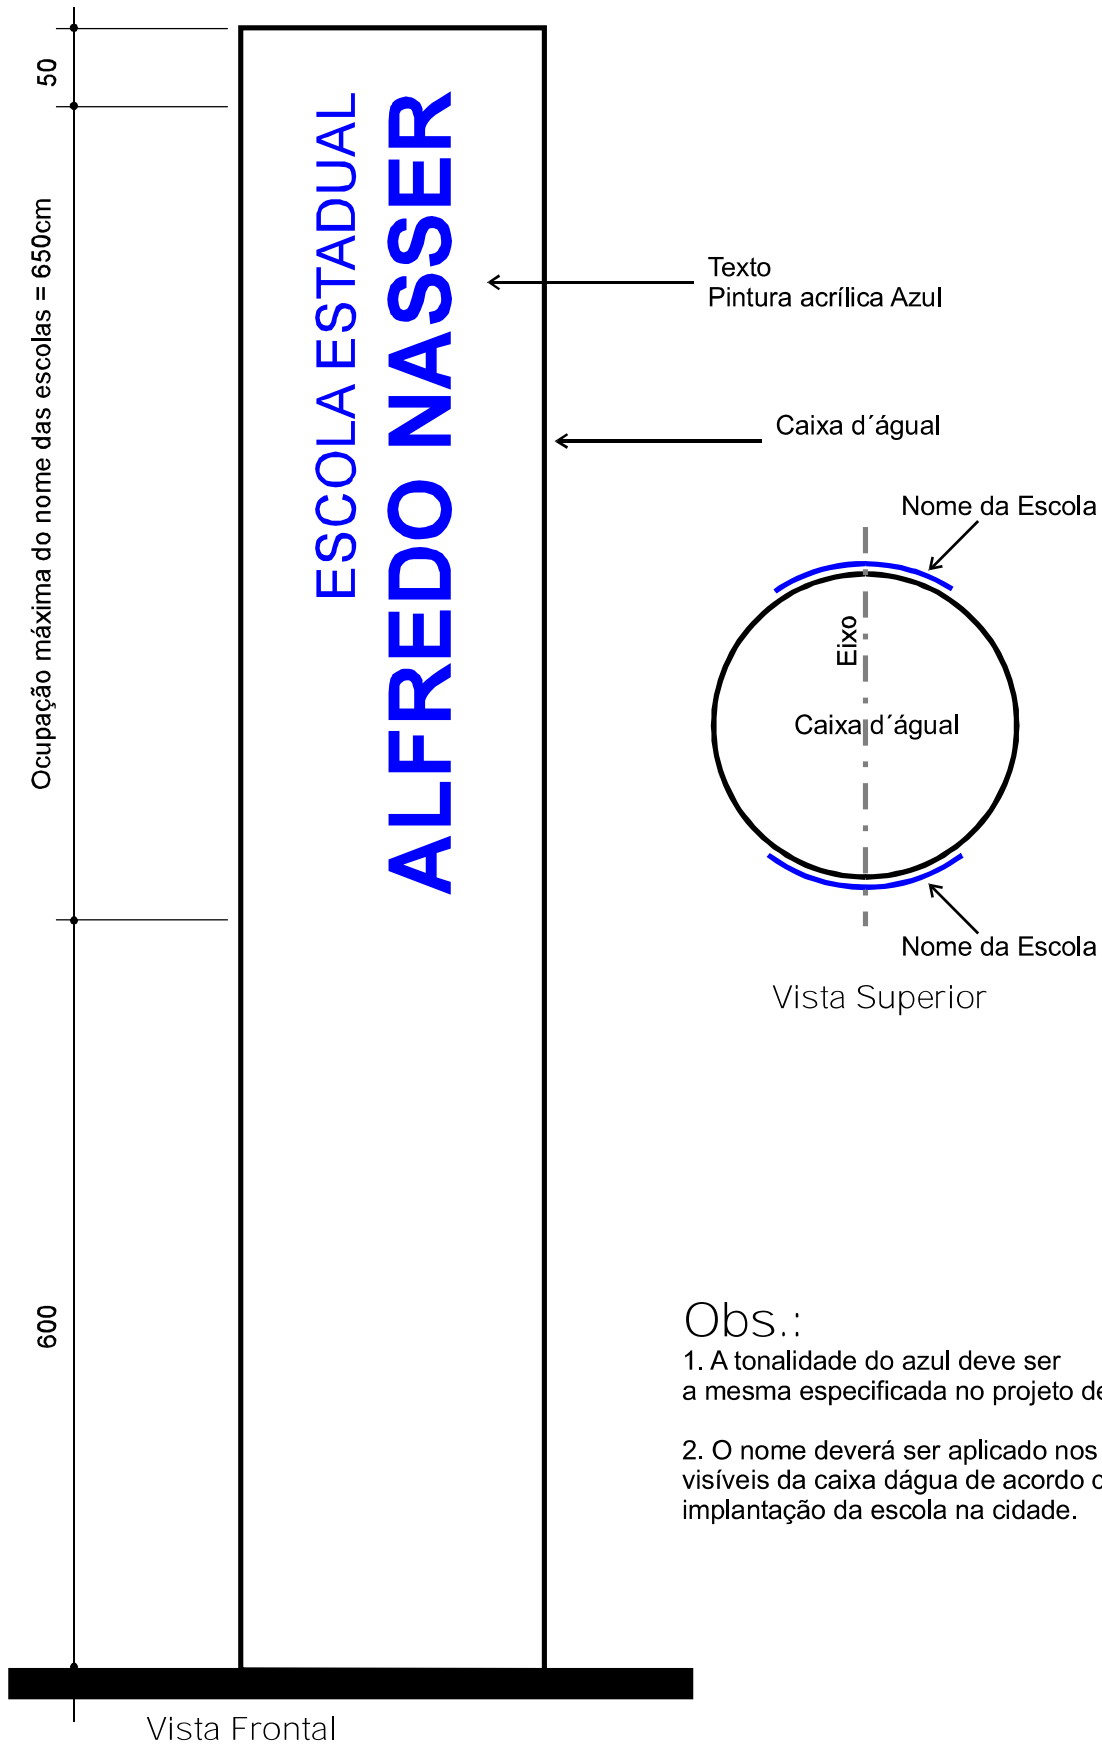 50
Ocupação máxima do nome das escolas = 650cm
600
ESCOLA ESTADUAL
ALFREDO NASSER
Texto
Pintura acrílica Azul
Caixa d´águal
Nome da Escola
Eixo
Caixa d´águal
Nome da Escola
Vista Superior
Obs.:
1. A tonalidade do azul deve ser
a mesma especificada no projeto de
2. O nome deverá ser aplicado nos
visíveis da caixa dágua de acordo
implantação da escola na cidade.
Vista Frontal